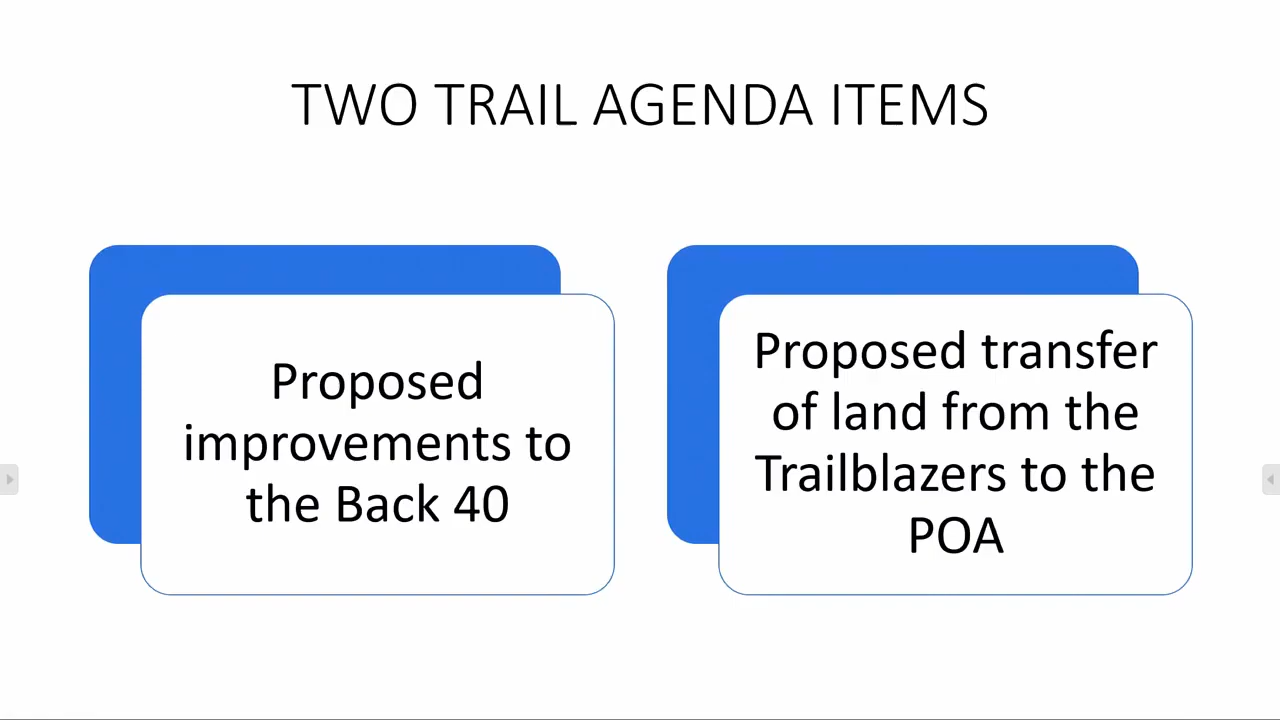 TWO TRAIL AGENDA ITEMS
Proposed
improvements to
the Back 40
Proposed transfer
of land from the
Trailblazers to the
POA